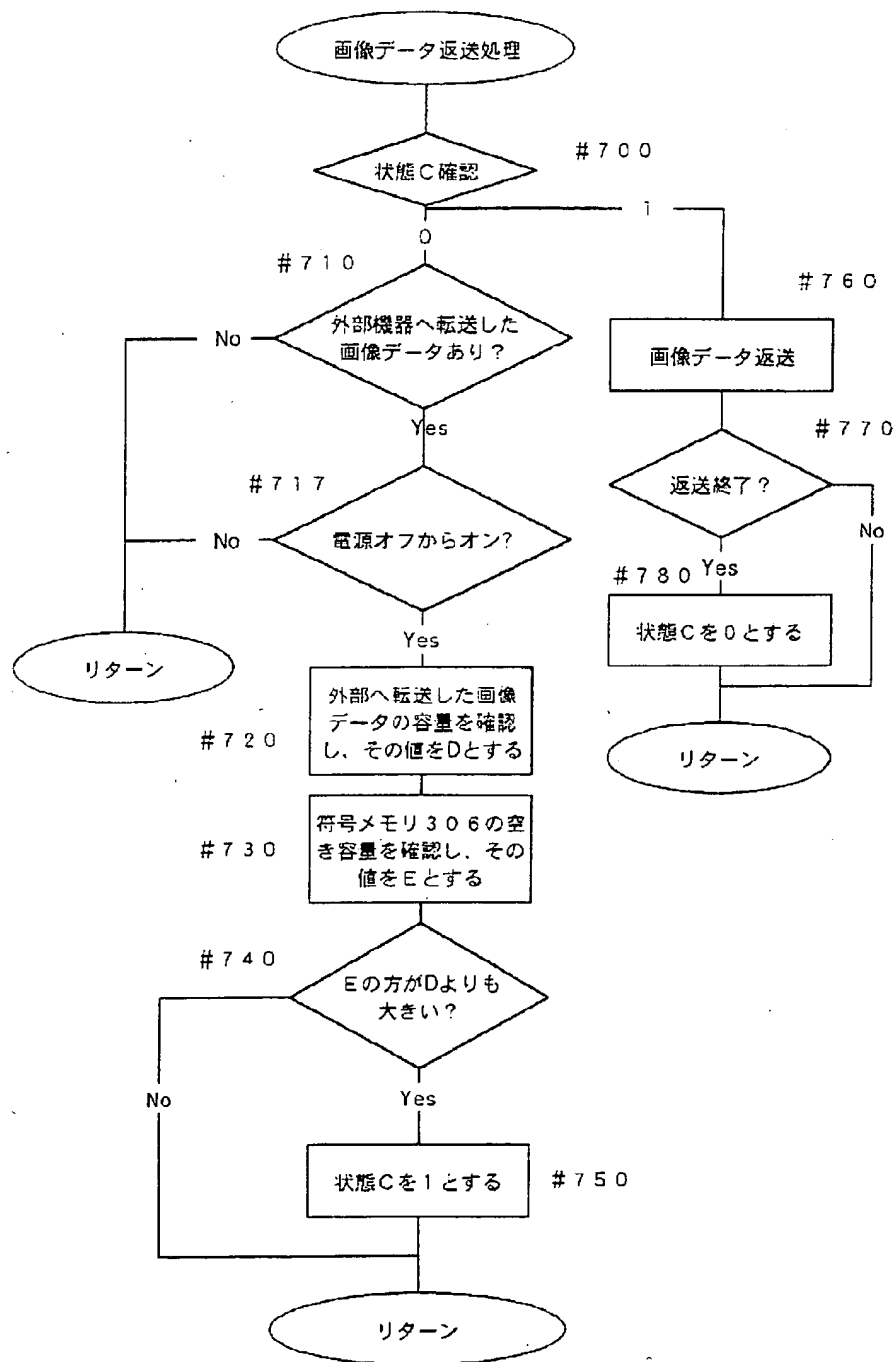 画像データ返送処理
状態C確認
#700
0
1
#710
外部機器へ転送した
画像データあり？
No
Yes
#717
電源オフからオン?
No
Yes
リターン
外部へ転送した画像
データの容量を確認
し、その値をDとする
#720
符号メモリ306の空
き容量を確認し、その
値をEとする
#730
#740
Eの方がDよりも
大きい？
No
Yes
状態Cを1とする
#750
リターン
#760
画像データ返送
#770
返送終了？
No
Yes
#780
状態Cを0とする
リターン